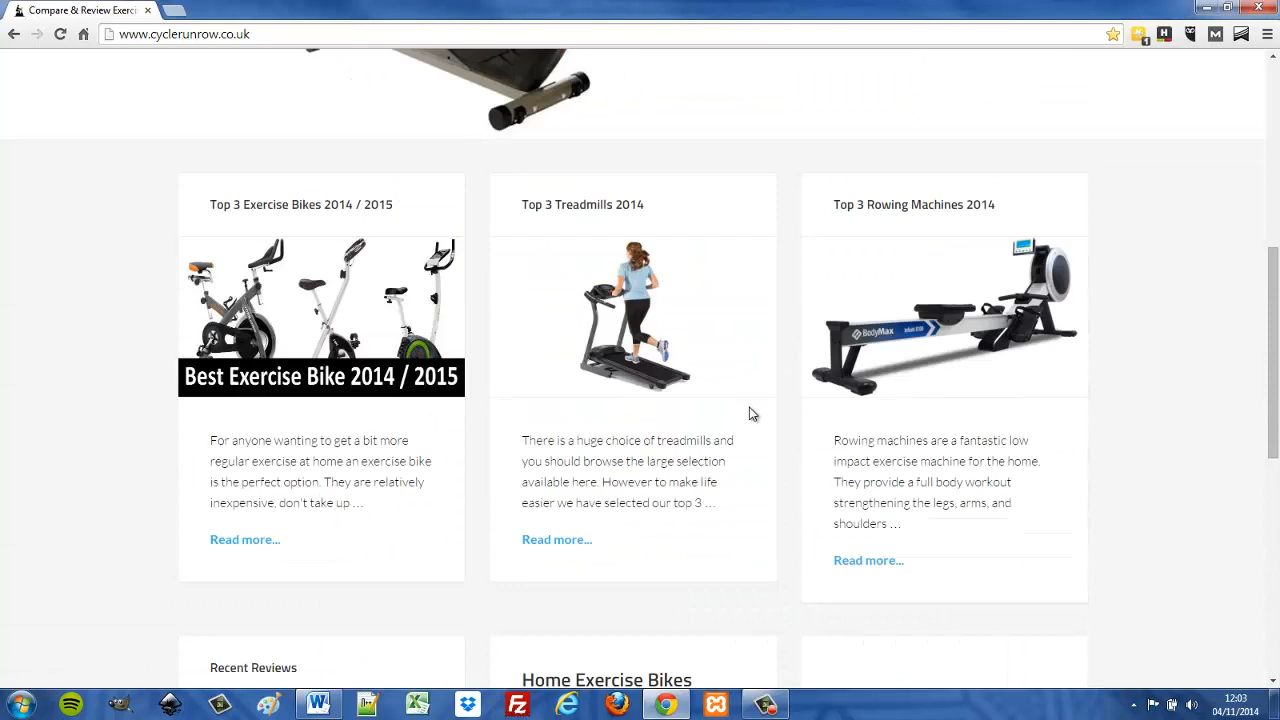 Compare & Review Exerci
www.cyclerunrow.co.uk
Top 3 Exercise Bikes 2014 / 2015
Top 3 Treadmills 2014
Top 3 Rowing Machines 2014
BodyMax
Best Exercise Bike 2014 / 2015
For anyone wanting to get a bit more
regular exercise at home an exercise bike
is the perfect option. They are relatively
inexpensive, don't take up …
Read more...
There is a huge choice of treadmills and
you should browse the large selection
available here. However to make life
easier we have selected our top 3 …
Read more...
Rowing machines are a fantastic low
impact exercise machine for the home.
They provide a full body workout
strengthening the legs, arms, and
shoulders …
Read more...
Recent Reviews
Home Exercise Bikes
12:03
04/11/2014